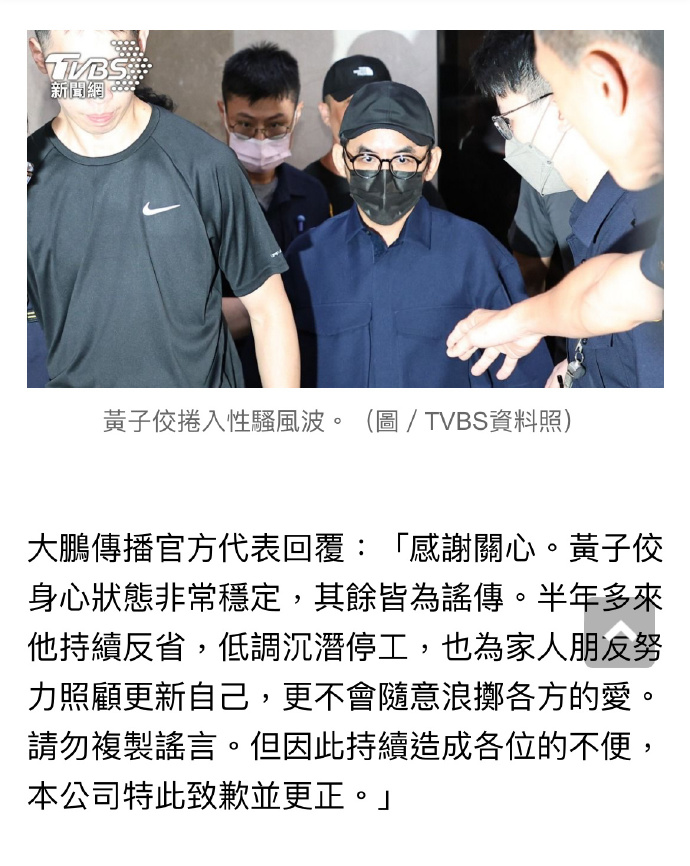 TVBS
新聞網
黃子佼捲入性騷風波。（圖／TVBS資料照）
大鵬傳播官方代表回覆：「感謝關心。黃子佼
身心狀態非常穩定，其餘皆為謠傳。半年多來
他持續反省，低調沉潛停工，也為家人朋友努
力照顧更新自己，更不會隨意浪擲各方的愛。
請勿複製謠言。但因此持續造成各位的不便，
本公司特此致歉並更正。」